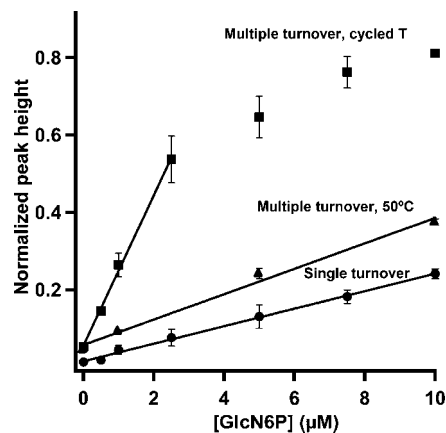 Multiple turnover, cycled T
0.8
0.6
0.4
0.2
Normalized peak height
Multiple turnover, 50ºC
Single turnover
0 2 4 6 8 10
[GlcN6P] (µM)